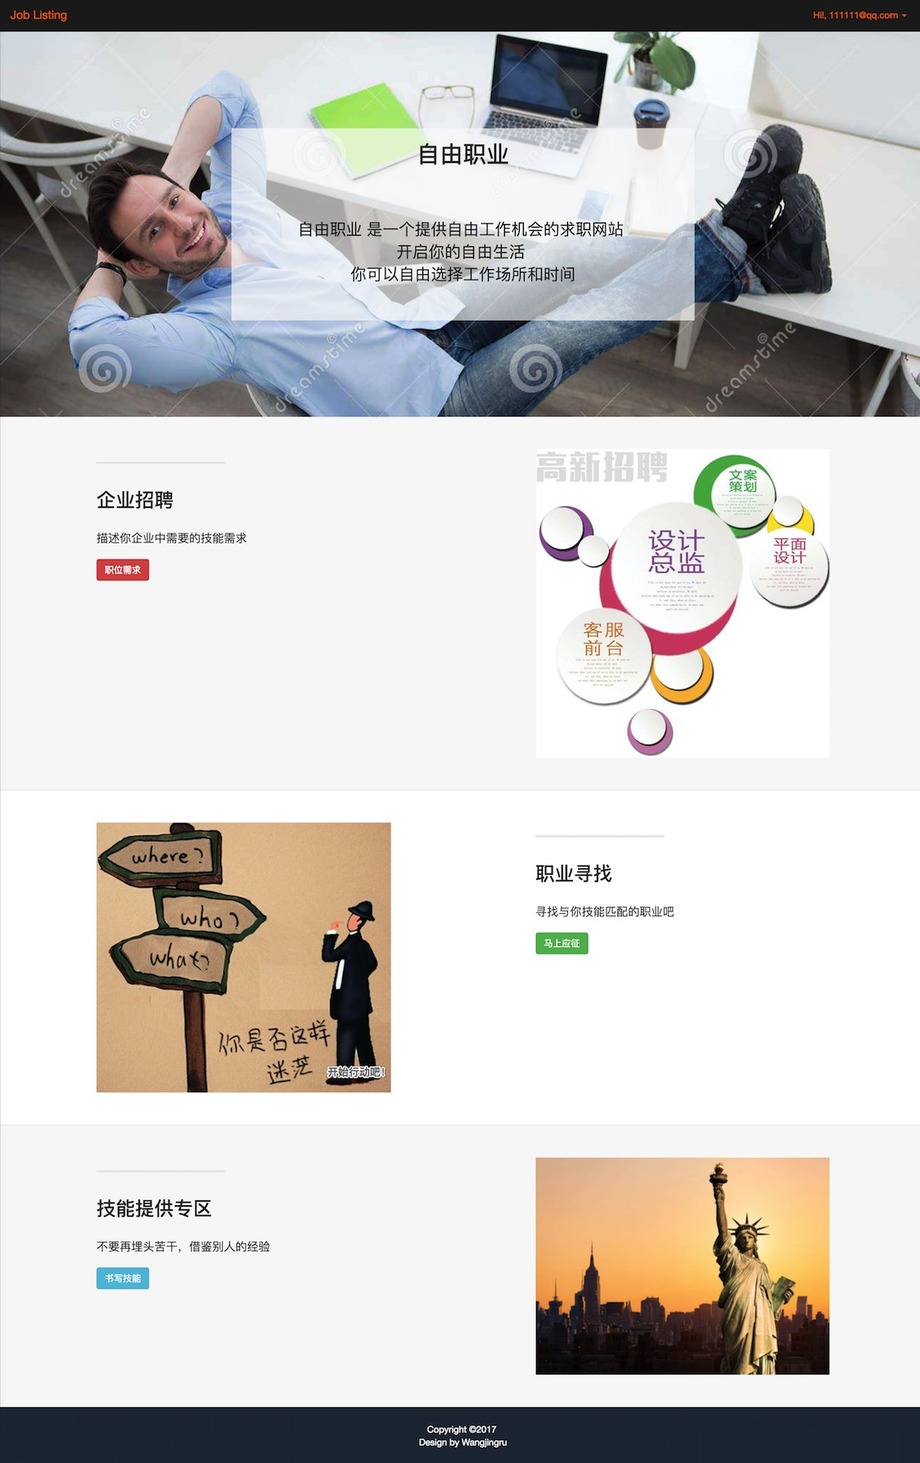 Job Listing
Hi!, 111111@qq.com
dreamstime
dreamstime
dreamstime
dreamstime
自由职业
自由职业 是一个提供自由工作机会的求职网站
开启你的自由生活
你可以自由选择工作场所和时间
企业招聘
描述你企业中需要的技能需求
职位需求
高新招聘
文案
策划
设计
总监
平面
设计
客服
前台
where?
who?
what?
你是否这样
迷茫
开始行动吧!
职业寻找
寻找与你技能匹配的职业吧
马上应征
技能提供专区
不要再埋头苦干，借鉴别人的经验
书写技能
Copyright ©2017
Design by Wangjingru